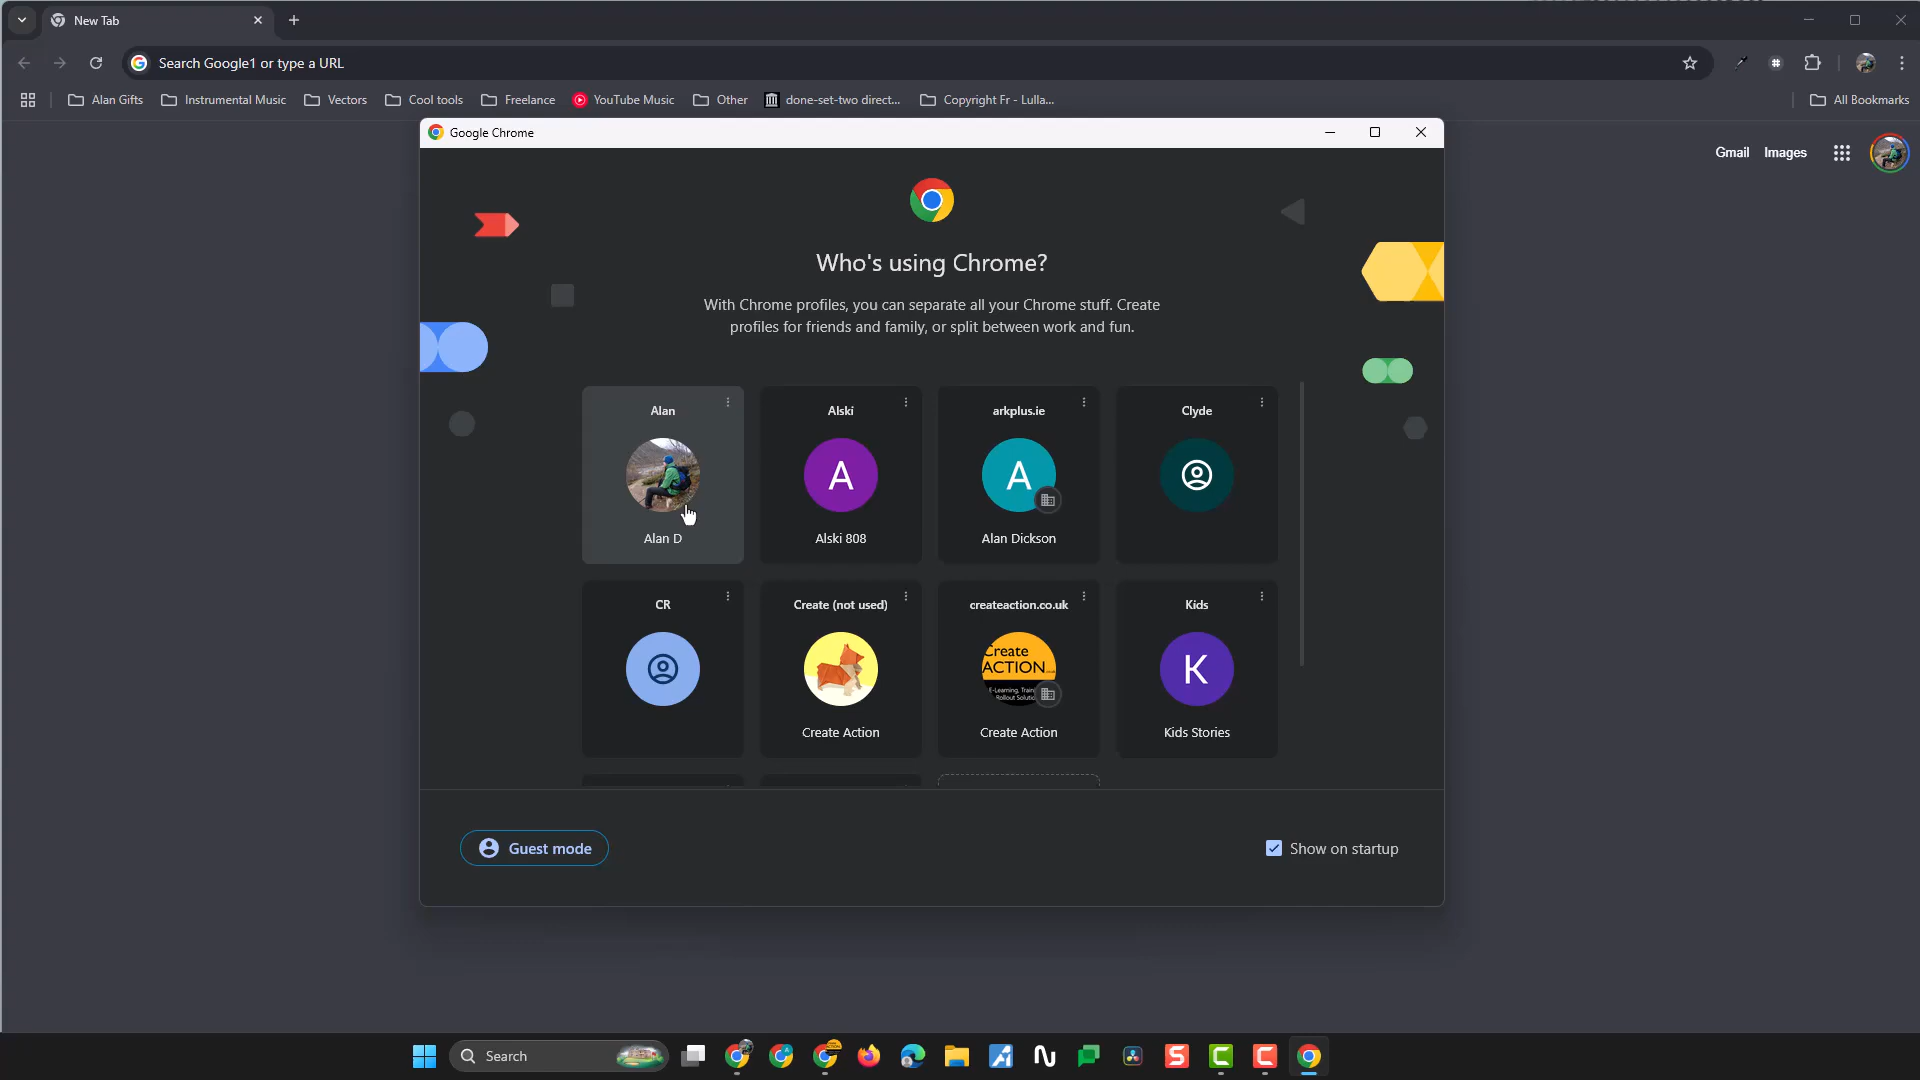 New Tab
Search Google1 or type a URL
Alan Gifts
Instrumental Music
Vectors
Cool tools
Freelance
YouTube Music
Other
done-set-two direct...
Copyright Fr - Lulla...
All Bookmarks
Google Chrome
Gmail
Images
Who's using Chrome?
With Chrome profiles, you can separate all your Chrome stuff. Create
profiles for friends and family, or split between work and fun.
Alan
Alski
arkplus.ie
Clyde
A
A
Alan D
Alski 808
Alan Dickson
CR
Create (not used)
createaction.co.uk
Kids
Create
ACTION
K
Create Action
Create Action
Kids Stories
Guest mode
Show on startup
Search